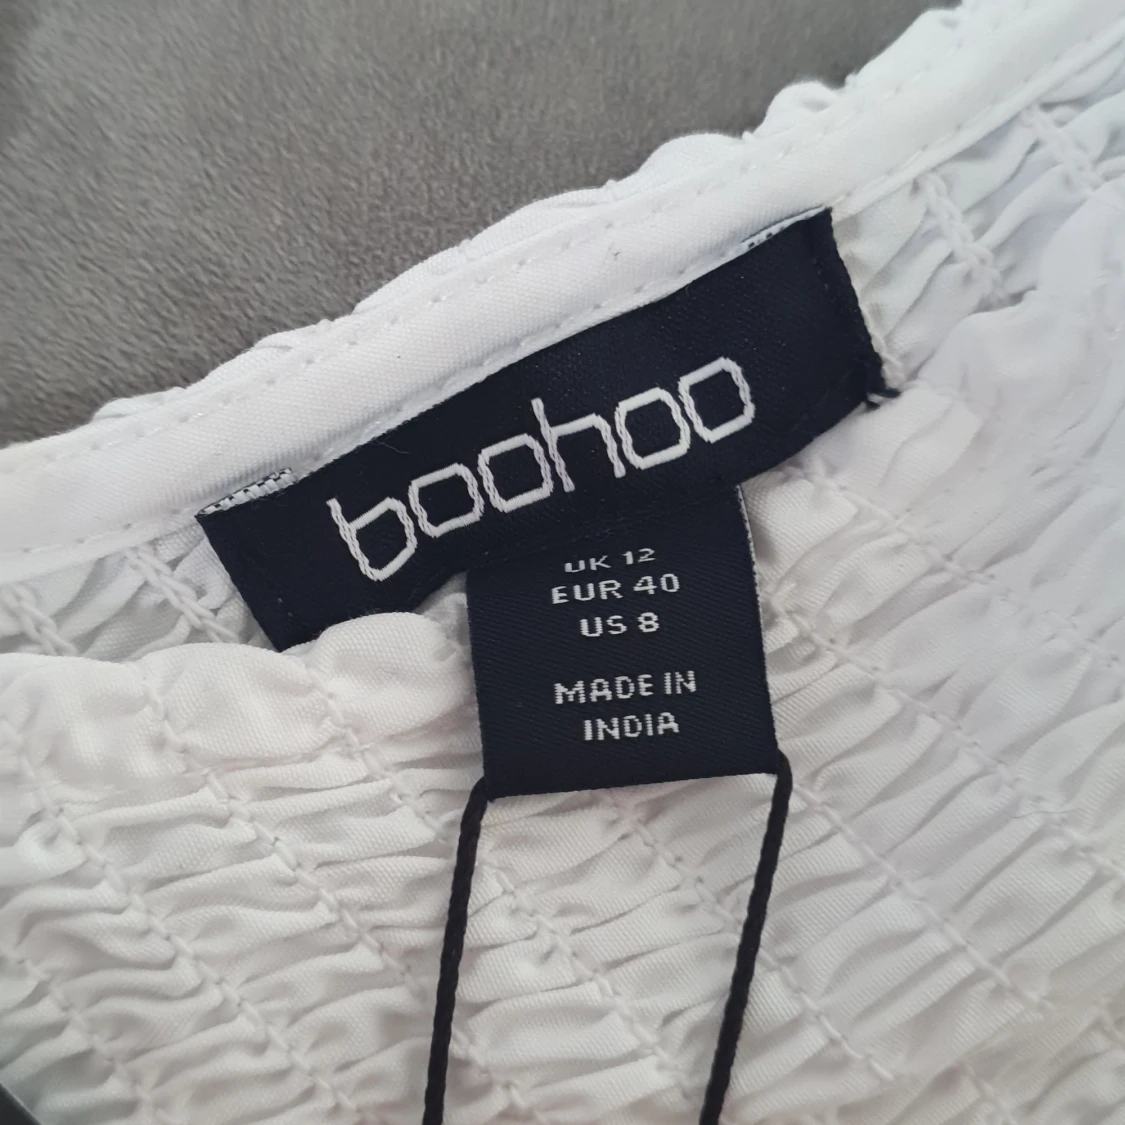 boohoo
UK 12
EUR 40
US 8
MADE IN
INDIA